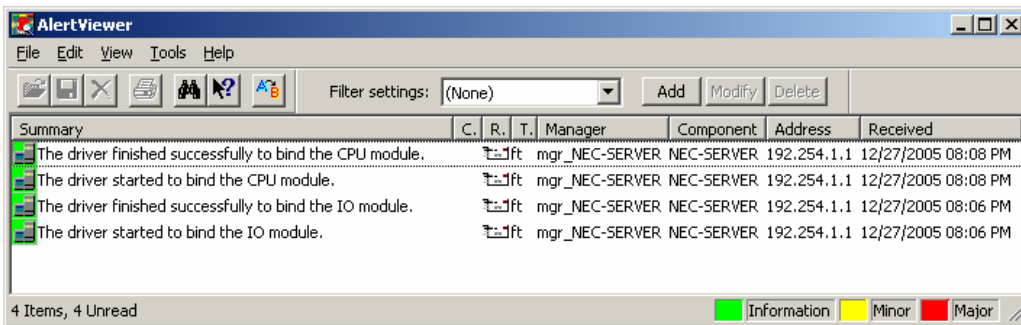 AlertViewer
File Edit View Tools Help
Filter settings: (None) Add Modify Delete
Summary C. R. T. Manager Component Address Received
The driver finished successfully to bind the CPU module. ft mgr_NEC-SERVER NEC-SERVER 192.254.1.1 12/27/2005 08:08 PM
The driver started to bind the CPU module. ft mgr_NEC-SERVER NEC-SERVER 192.254.1.1 12/27/2005 08:08 PM
The driver finished successfully to bind the IO module. ft mgr_NEC-SERVER NEC-SERVER 192.254.1.1 12/27/2005 08:06 PM
The driver started to bind the IO module. ft mgr_NEC-SERVER NEC-SERVER 192.254.1.1 12/27/2005 08:06 PM
4 Items, 4 Unread Information Minor Major